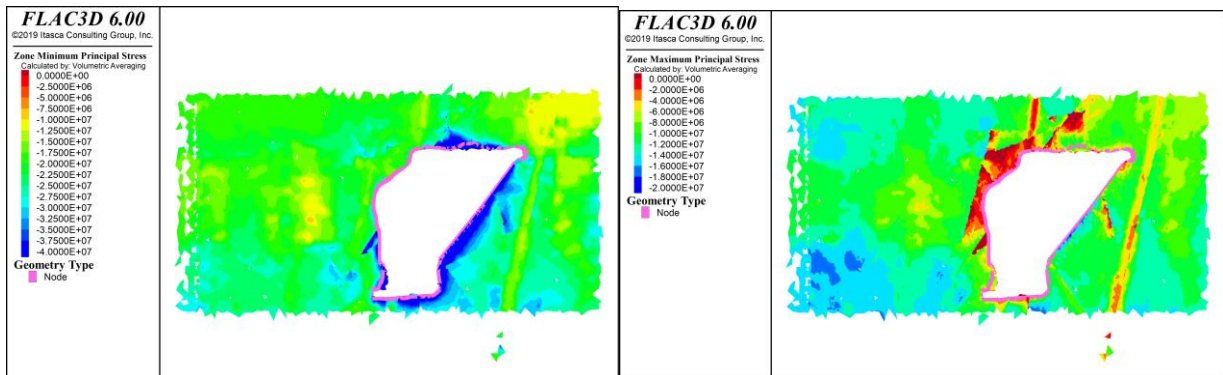 FLAC3D 6.00
©2019 Itasca Consulting Group, Inc.
Zone Minimum Principal Stress
Calculated by: Volumetric Averaging
0.0000E+00
-2.5000E+06
-5.0000E+06
-7.5000E+06
-1.0000E+07
-1.2500E+07
-1.5000E+07
-1.7500E+07
-2.0000E+07
-2.2500E+07
-2.5000E+07
-2.7500E+07
-3.0000E+07
-3.2500E+07
-3.5000E+07
-3.7500E+07
-4.0000E+07
Geometry Type
Node
FLAC3D 6.00
©2019 Itasca Consulting Group, Inc.
Zone Maximum Principal Stress
Calculated by: Volumetric Averaging
0.0000E+00
-2.0000E+06
-4.0000E+06
-6.0000E+06
-8.0000E+06
-1.0000E+07
-1.2000E+07
-1.4000E+07
-1.6000E+07
-1.8000E+07
-2.0000E+07
Geometry Type
Node